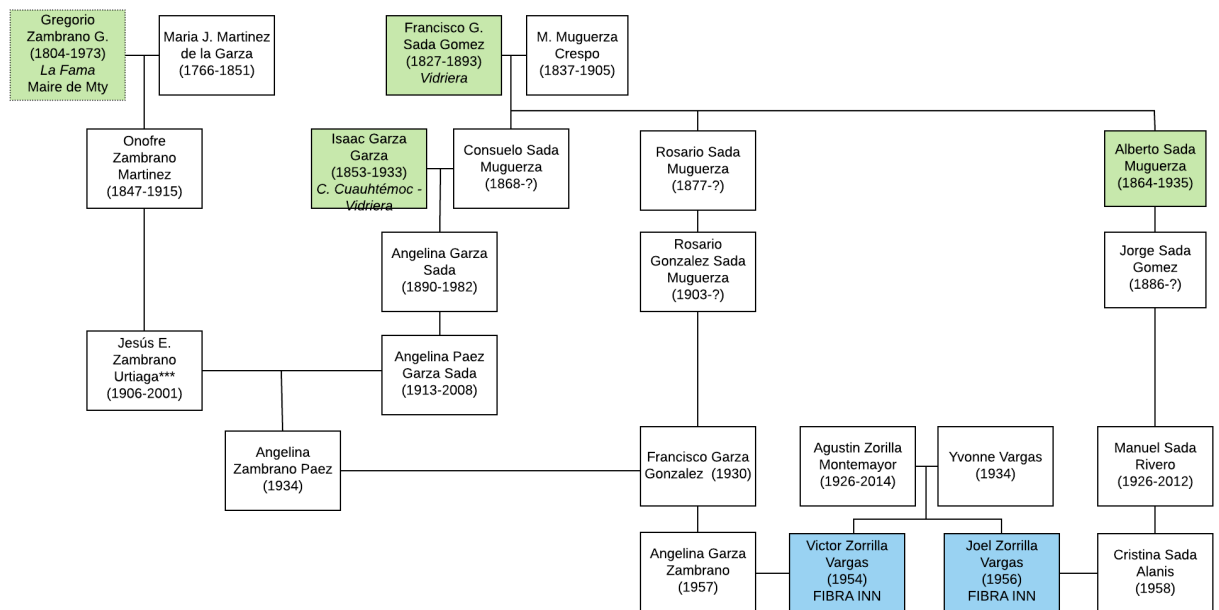 Gregorio
Zambrano G.
(1804-1973)
La Fama
Maire de Mty
Maria J. Martinez
de la Garza
(1766-1851)
Francisco G.
Sada Gomez
(1827-1893)
Vidriera
M. Muguerza
Crespo
(1837-1905)
Onofre
Zambrano
Martinez
(1847-1915)
Isaac Garza
Garza
(1853-1933)
C. Cuauhtémoc -
Vidriera
Consuelo Sada
Muguerza
(1868-?)
Rosario Sada
Muguerza
(1877-?)
Alberto Sada
Muguerza
(1864-1935)
Angelina Garza
Sada
(1890-1982)
Rosario
Gonzalez Sada
Muguerza
(1903-?)
Jorge Sada
Gomez
(1886-?)
Jesús E.
Zambrano
Urtiaga***
(1906-2001)
Angelina Paez
Garza Sada
(1913-2008)
Angelina
Zambrano Paez
(1934)
Francisco Garza
Gonzalez (1930)
Agustin Zorilla
Montemayor
(1926-2014)
Yvonne Vargas
(1934)
Manuel Sada
Rivero
(1926-2012)
Angelina Garza
Zambrano
(1957)
Victor Zorrilla
Vargas
(1954)
FIBRA INN
Joel Zorrilla
Vargas
(1956)
FIBRA INN
Cristina Sada
Alanis
(1958)